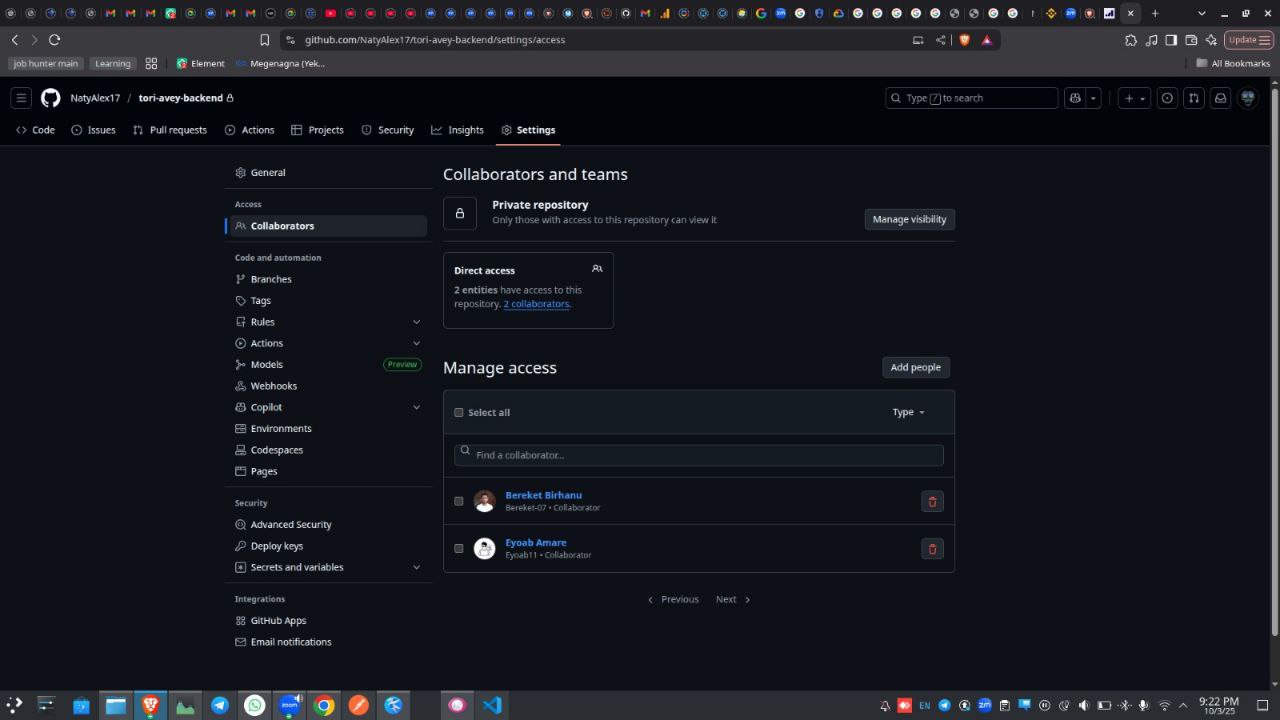 github.com/NatyAlex17/tori-avey-backend/settings/access
Update
job hunter main
Learning
Element
Megenagna (Yek...
All Bookmarks
NatyAlex17 / tori-avey-backend
Type / to search
Code
Issues
Pull requests
Actions
Projects
Security
Insights
Settings
General
Access
Collaborators
Code and automation
Branches
Tags
Rules
Actions
Models
Preview
Webhooks
Copilot
Environments
Codespaces
Pages
Security
Advanced Security
Deploy keys
Secrets and variables
Integrations
GitHub Apps
Email notifications
Collaborators and teams
Private repository
Only those with access to this repository can view it
Manage visibility
Direct access
2 entities have access to this
repository. 2 collaborators.
Manage access
Add people
Select all
Type
Find a collaborator...
Bereket Birhanu
Bereket-07 • Collaborator
Eyoab Amare
Eyoab11 • Collaborator
Previous
Next
zoom
EN
zm
9:22 PM
10/3/25